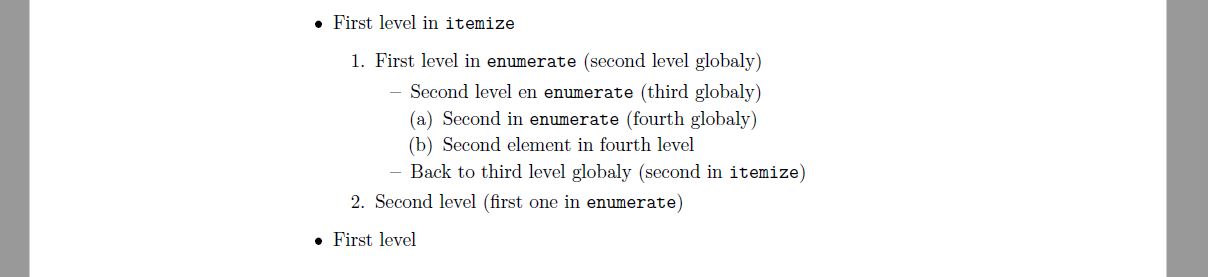 • First level in itemize
1. First level in enumerate (second level globaly)
– Second level en enumerate (third globaly)
(a) Second in enumerate (fourth globaly)
(b) Second element in fourth level
– Back to third level globaly (second in itemize)
2. Second level (first one in enumerate)
• First level